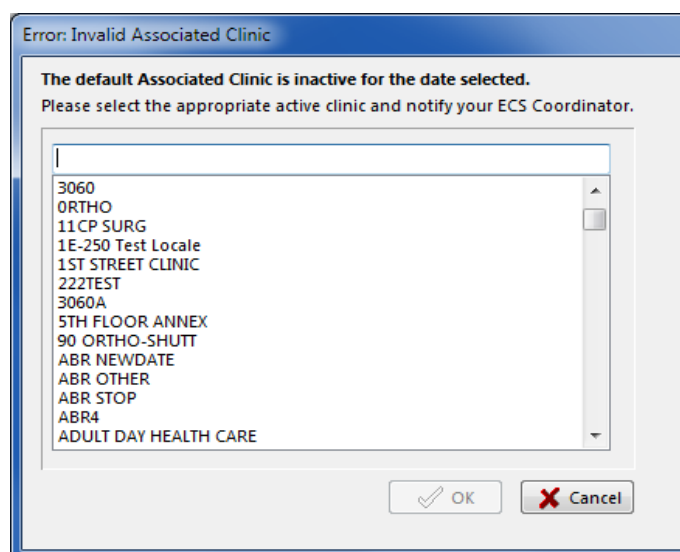 Error: Invalid Associated Clinic
The default Associated Clinic is inactive for the date selected.
Please select the appropriate active clinic and notify your ECS Coordinator.
3060
0RTHO
11CP SURG
1E-250 Test Locale
1ST STREET CLINIC
222TEST
3060A
5TH FLOOR ANNEX
90 ORTHO-SHUTT
ABR NEWDATE
ABR OTHER
ABR STOP
ABR4
ADULT DAY HEALTH CARE
OK Cancel